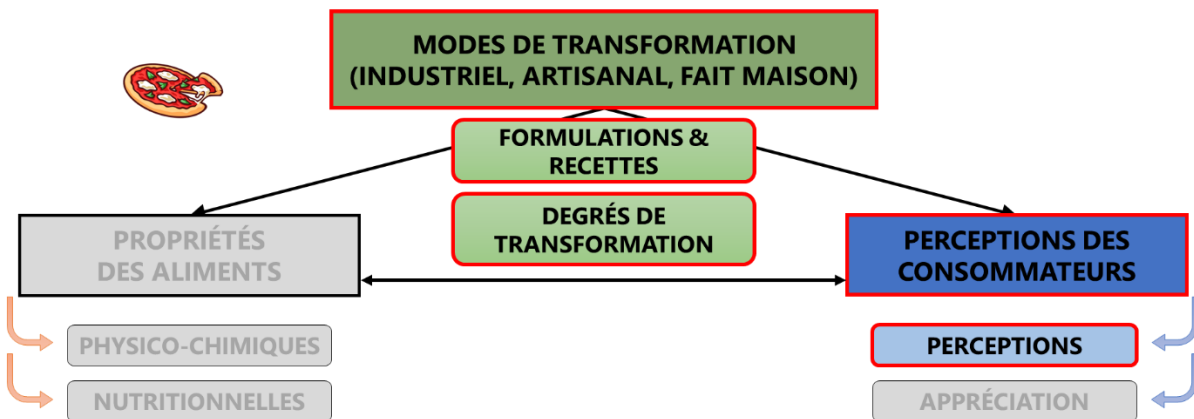 MODES DE TRANSFORMATION
(INDUSTRIEL, ARTISANAL, FAIT MAISON)
FORMULATIONS &
RECETTES
DEGRÉS DE
TRANSFORMATION
PROPRIÉTÉS
DES ALIMENTS
PERCEPTIONS DES
CONSOMMATEURS
PHYSICO-CHIMIQUES
PERCEPTIONS
NUTRITIONNELLES
APPRÉCIATION